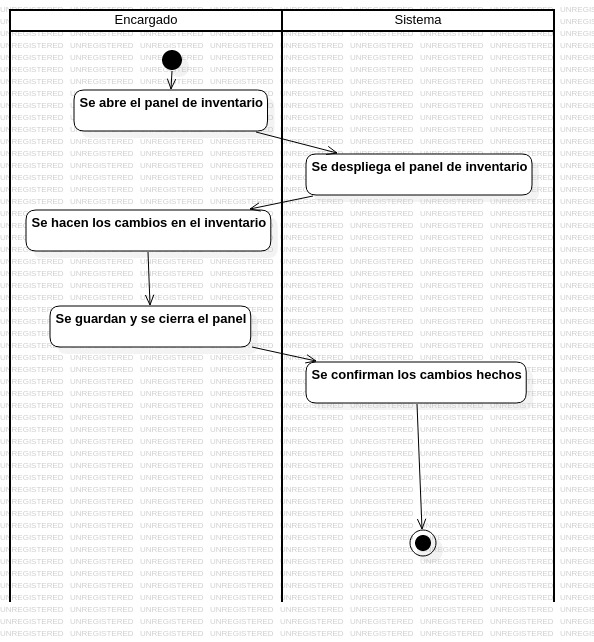 Encargado
Sistema
Se abre el panel de inventario
Se despliega el panel de inventario
Se hacen los cambios en el inventario
Se guardan y se cierra el panel
Se confirman los cambios hechos
UNREGISTERED